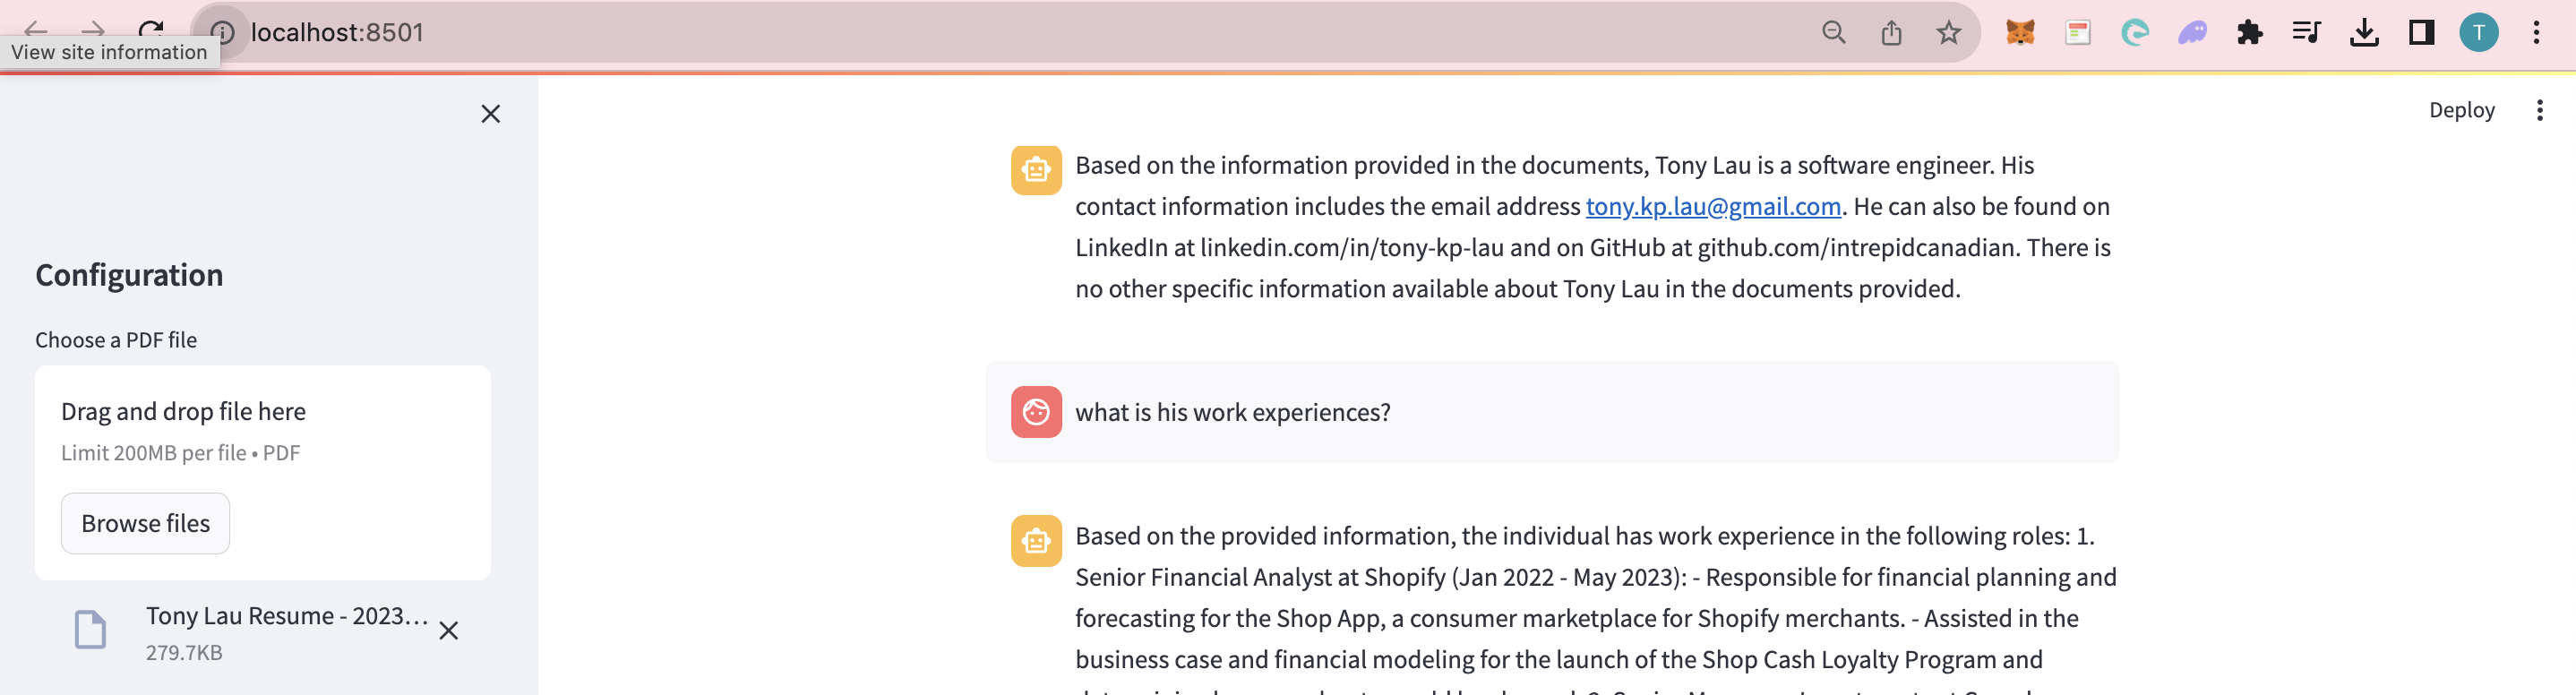 localhost:8501
T
View site information
Deploy
Configuration
Choose a PDF file
Drag and drop file here
Limit 200MB per file • PDF
Browse files
Tony Lau Resume - 2023...
279.7KB
Based on the information provided in the documents, Tony Lau is a software engineer. His
contact information includes the email address tony.kp.lau@gmail.com. He can also be found on
LinkedIn at linkedin.com/in/tony-kp-lau and on GitHub at github.com/intrepidcanadian. There is
no other specific information available about Tony Lau in the documents provided.
what is his work experiences?
Based on the provided information, the individual has work experience in the following roles: 1.
Senior Financial Analyst at Shopify (Jan 2022 - May 2023): - Responsible for financial planning and
forecasting for the Shop App, a consumer marketplace for Shopify merchants. - Assisted in the
business case and financial modeling for the launch of the Shop Cash Loyalty Program and